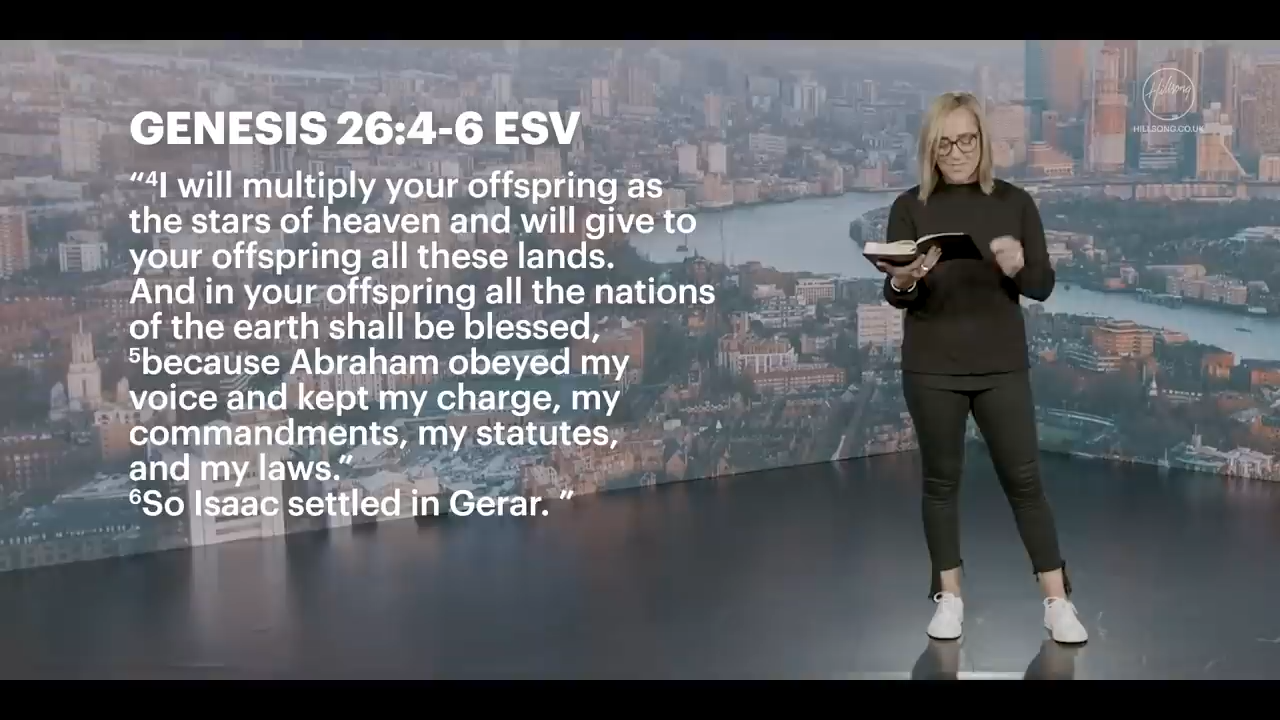 GENESIS 26:4-6 ESV
“⁴I will multiply your offspring as
the stars of heaven and will give to
your offspring all these lands.
And in your offspring all the nations
of the earth shall be blessed,
⁵because Abraham obeyed my
voice and kept my charge, my
commandments, my statutes,
and my laws.”
⁶So Isaac settled in Gerar. ”
Hillsong
HILLSONG.CO.UK